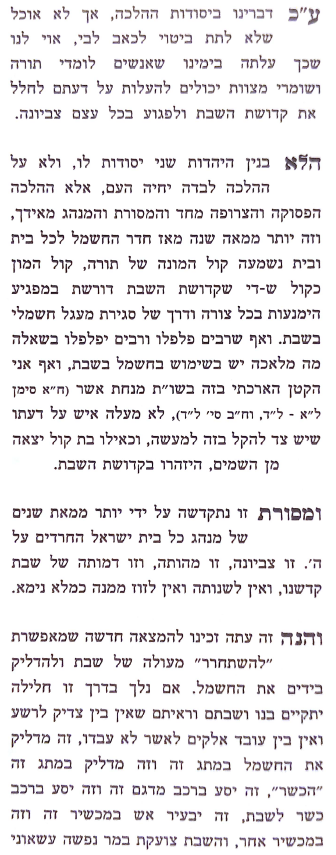 ע"כ דברינו ביסודות ההלכה, אך לא אוכל
שלא לתת ביטוי לכאב לבי, אוי לנו
שכך עלתה בימינו שאנשים לומדי תורה
ושומרי מצוות יכולים להעלות על דעתם לחלל
את קדושת השבת ולפגוע בכל עצם צביונה.
הלא בנין היהדות שני יסודות לו, ולא על
ההלכה לבדה יחיה העם, אלא ההלכה
הפסוקה והצרופה מחד והמסורת והמנהג מאידך,
וזה יותר ממאה שנה מאז חדר החשמל לכל בית
ובית נשמעה קול המונה של תורה, קול המון
כקול ש-די שקדושת השבת דורשת במפגיע
הימנעות בכל צורה ודרך של סגירת מעגל חשמלי
בשבת. ואף שרבים פלפלו ורבים יפלפלו בשאלה
מה מלאכה יש בשימוש בחשמל בשבת, ואף אני
הקטן הארכתי בזה בשו"ת מנחת אשר (ח"א סימן
ל"א - ל"ד, וח"ב סי' ל"ד), לא מעלה איש על דעתו
שיש צד להקל בזה למעשה, וכאילו בת קול יצאה
מן השמים, היזהרו בקדושת השבת.
ומסורת זו נתקדשה על ידי יותר ממאת שנים
של מנהג כל בית ישראל החרדים על
ה'. זו צביונה, זו מהותה, וזו דמותה של שבת
קדשנו, ואין לשנותה ואין לזוז ממנה כמלא נימא.
והנה זה עתה זכינו להמצאה חדשה שמאפשרת
"להשתחרר" מעולה של שבת ולהדליק
בידים את החשמל. אם נלך בדרך זו חלילה
יתקיים בנו ושבתם וראיתם שאין בין צדיק לרשע
ואין בין עובד אלקים לאשר לא עבדו, זה מדליק
את החשמל במתג זה וזה מדליק במתג זה
"הכשר", זה יסע ברכב מדגם זה וזה יסע ברכב
כשר לשבת, זה יבעיר אש במכשיר זה וזה
במכשיר אחר, והשבת צועקת במר נפשה עשאוני